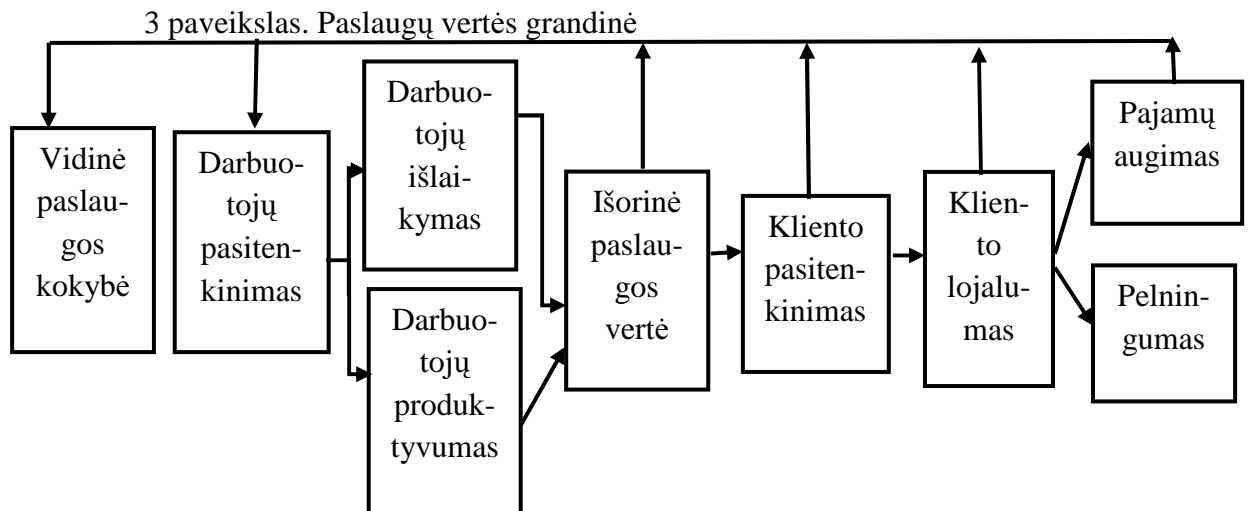 3 paveikslas. Paslaugų vertės grandinė
Vidinė
paslau-
gos
kokybė
Darbuo-
tojų
pasiten-
kinimas
Darbuo-
tojų
išlai-
kymas
Darbuo-
tojų
produk-
tyvumas
Išorinė
paslau-
gos
vertė
Kliento
pasiten-
kinimas
Klien-
to
lojalu-
mas
Pajamų
augimas
Pelnin-
gumas